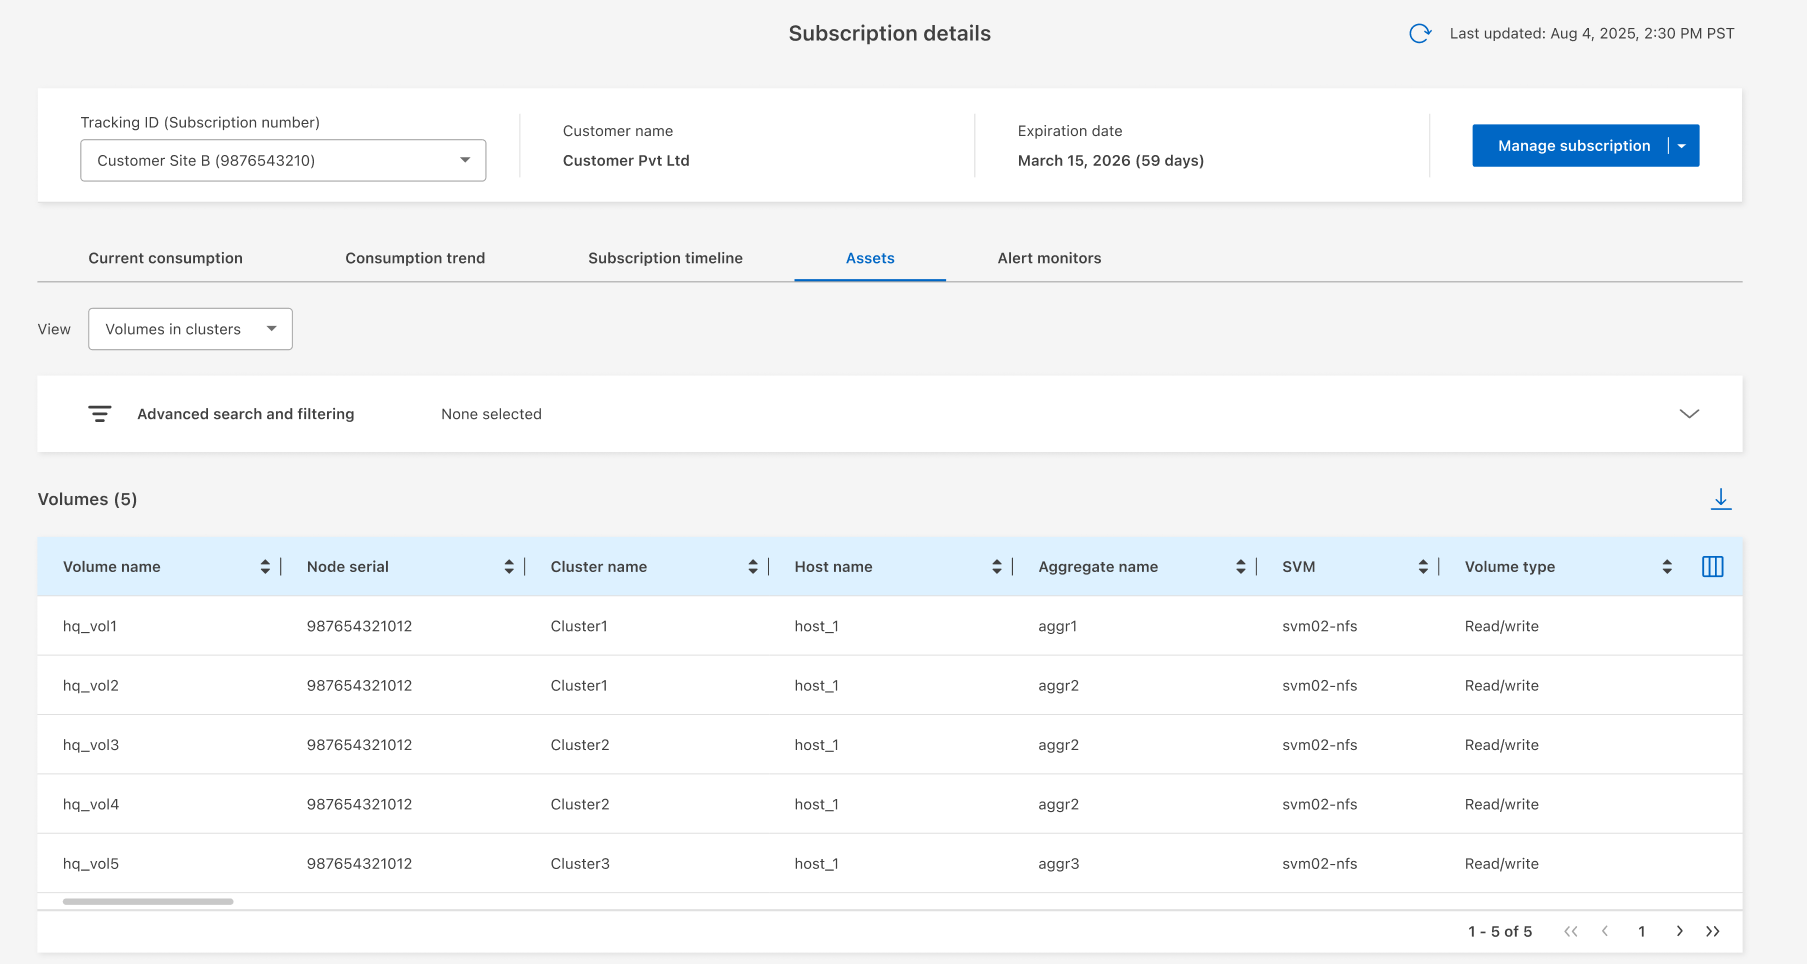 Subscription details
Last updated: Aug 4, 2025, 2:30 PM PST
Tracking ID (Subscription number)
Customer Site B (9876543210)
Customer name
Customer Pvt Ltd
Expiration date
March 15, 2026 (59 days)
Manage subscription
Current consumption Consumption trend Subscription timeline Assets Alert monitors
View Volumes in clusters
Advanced search and filtering None selected
Volumes (5)
Volume name Node serial Cluster name Host name Aggregate name SVM Volume type
hq_vol1 987654321012 Cluster1 host_1 aggr1 svm02-nfs Read/write
hq_vol2 987654321012 Cluster1 host_1 aggr2 svm02-nfs Read/write
hq_vol3 987654321012 Cluster2 host_1 aggr2 svm02-nfs Read/write
hq_vol4 987654321012 Cluster2 host_1 aggr2 svm02-nfs Read/write
hq_vol5 987654321012 Cluster3 host_1 aggr3 svm02-nfs Read/write
1 - 5 of 5 << < 1 > >>